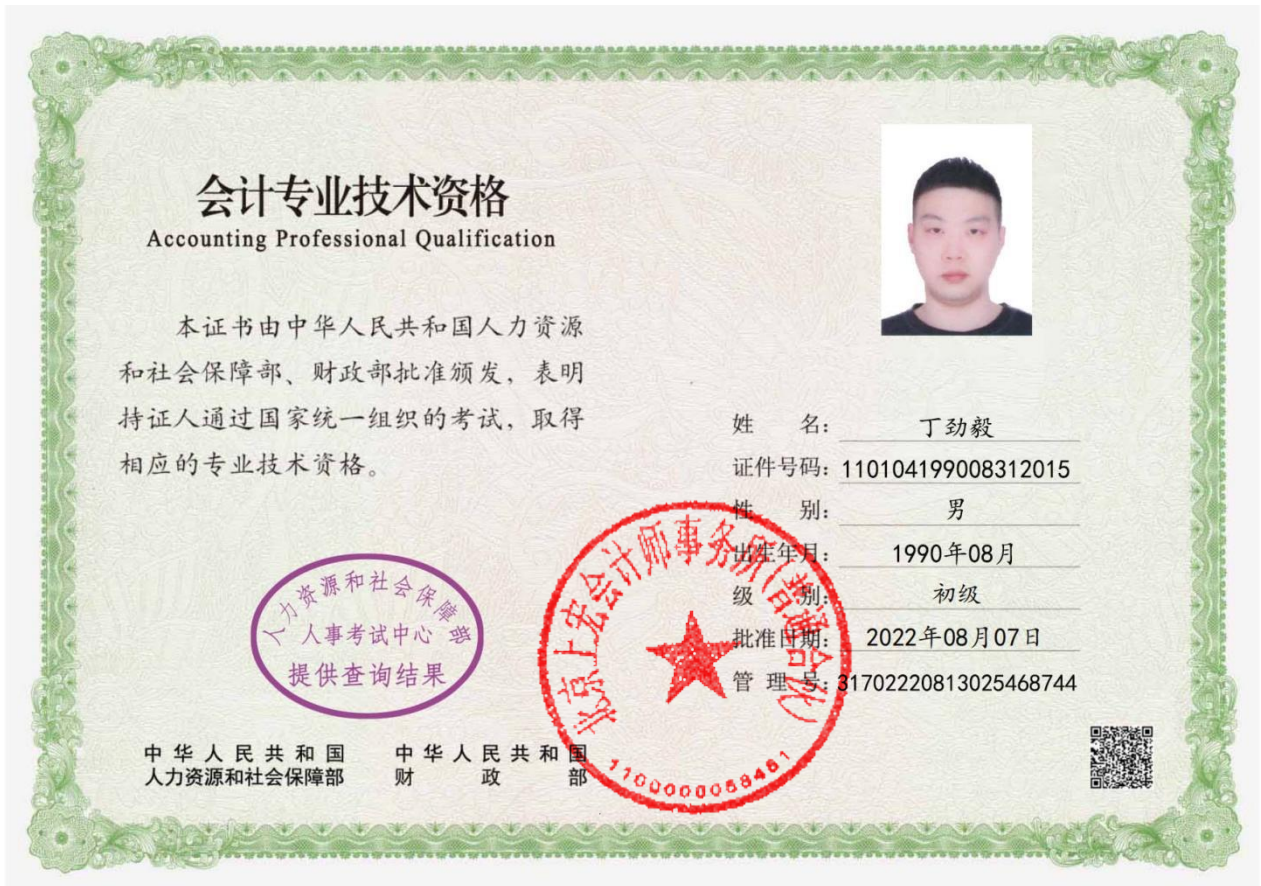 会计专业技术资格
Accounting Professional Qualification
本证书由中华人民共和国人力资源
和社会保障部、财政部批准颁发，表明
持证人通过国家统一组织的考试，取得
相应的专业技术资格。
姓 名： 丁劲毅
证件号码： 110104199008312015
性 别： 男
出生年月： 1990年08月
级 别： 初级
批准日期： 2022年08月07日
管 理 号： 31702220813025468744
人力资源和社会保障部
人事考试中心
提供查询结果
北京上宏会计师事务所(普通合伙)
1100000058461
中华人民共和国
人力资源和社会保障部
中华人民共和国
财 政 部